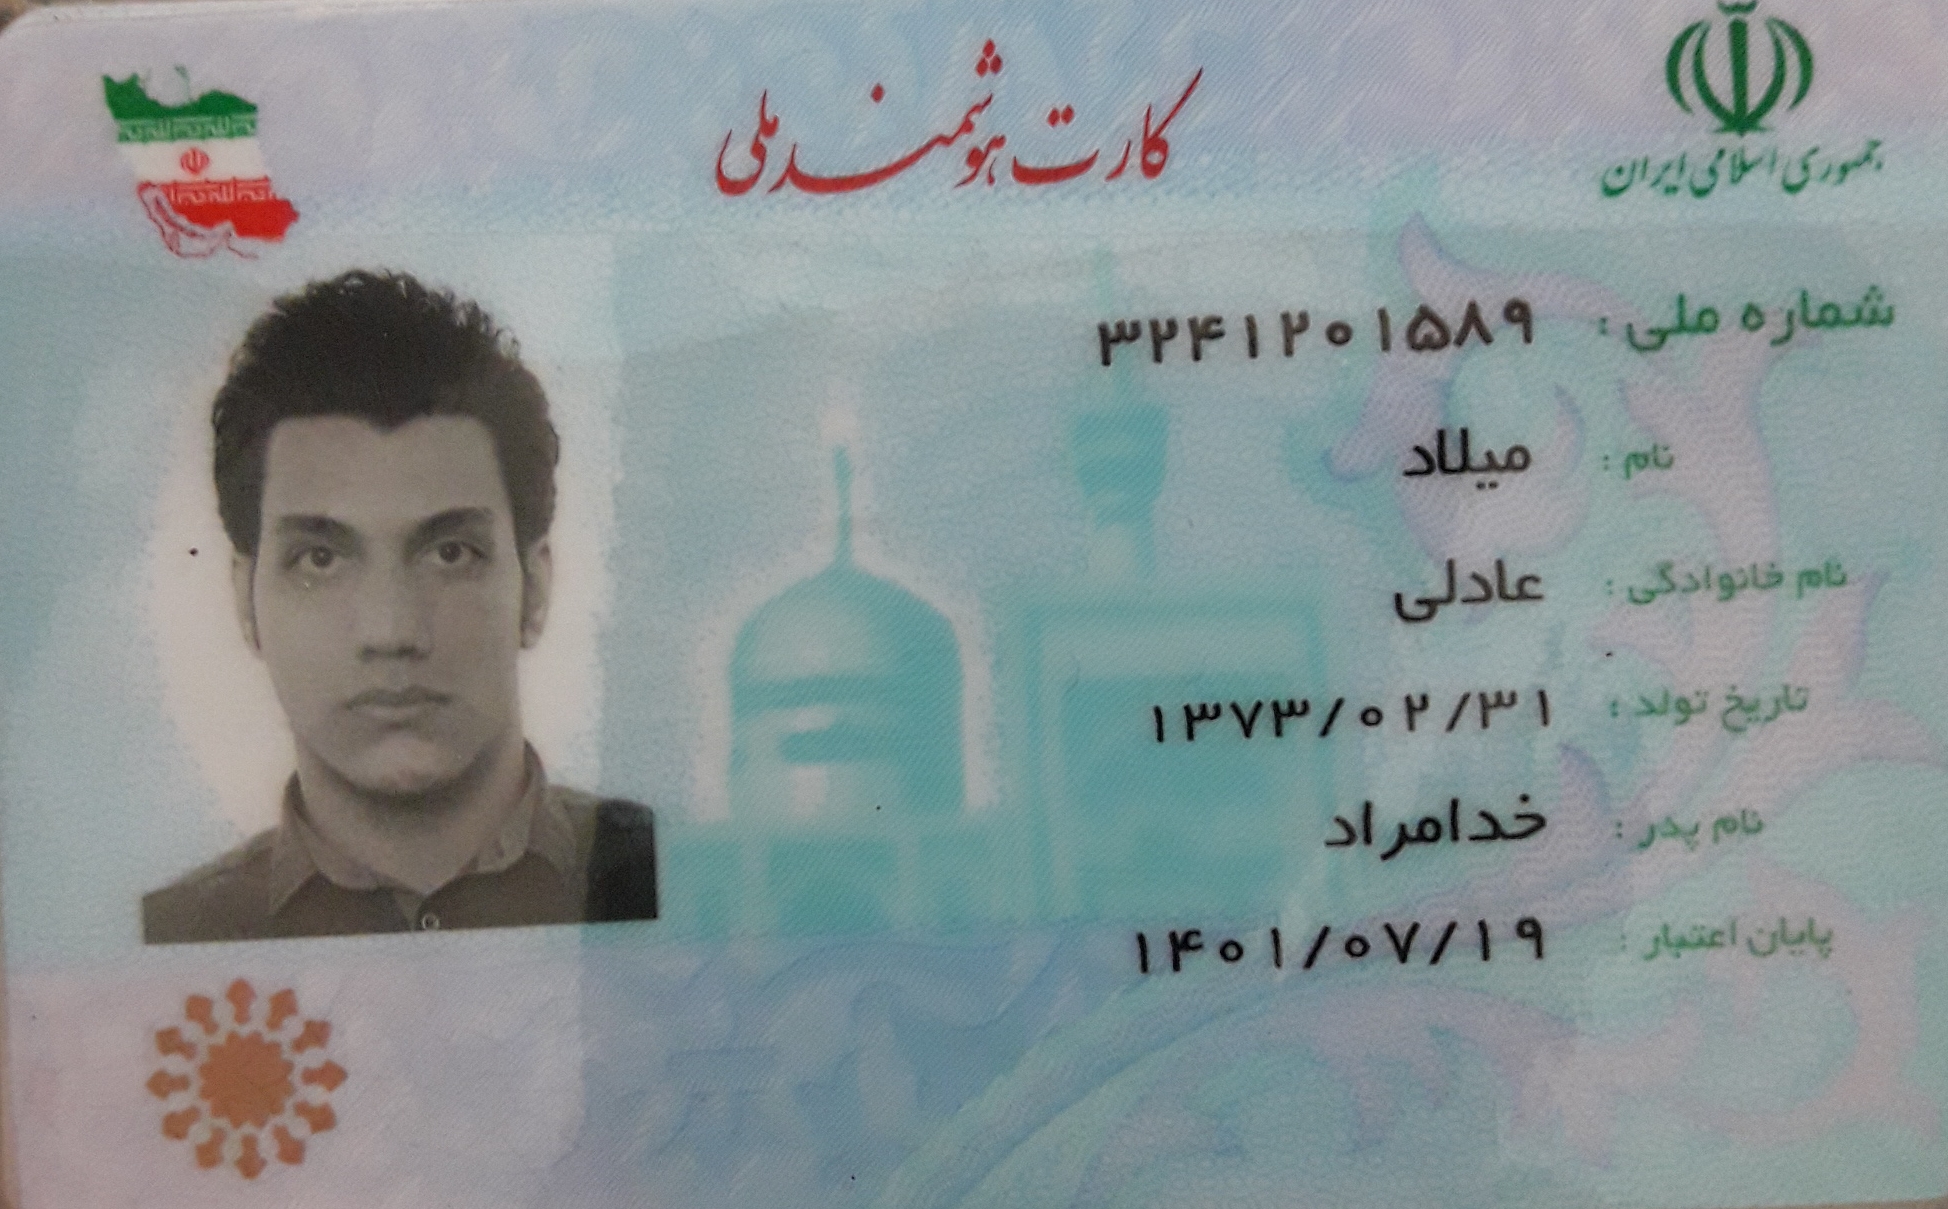 جمهوری اسلامی ایران
کارت هوشمند ملی
شماره ملی: ۳۲۴۱۲۰۱۵۸۹
نام: میلاد
نام خانوادگی: عادلی
تاریخ تولد: ۱۳۷۳/۰۲/۳۱
نام پدر: خدامراد
پایان اعتبار: ۱۴۰۱/۰۷/۱۹